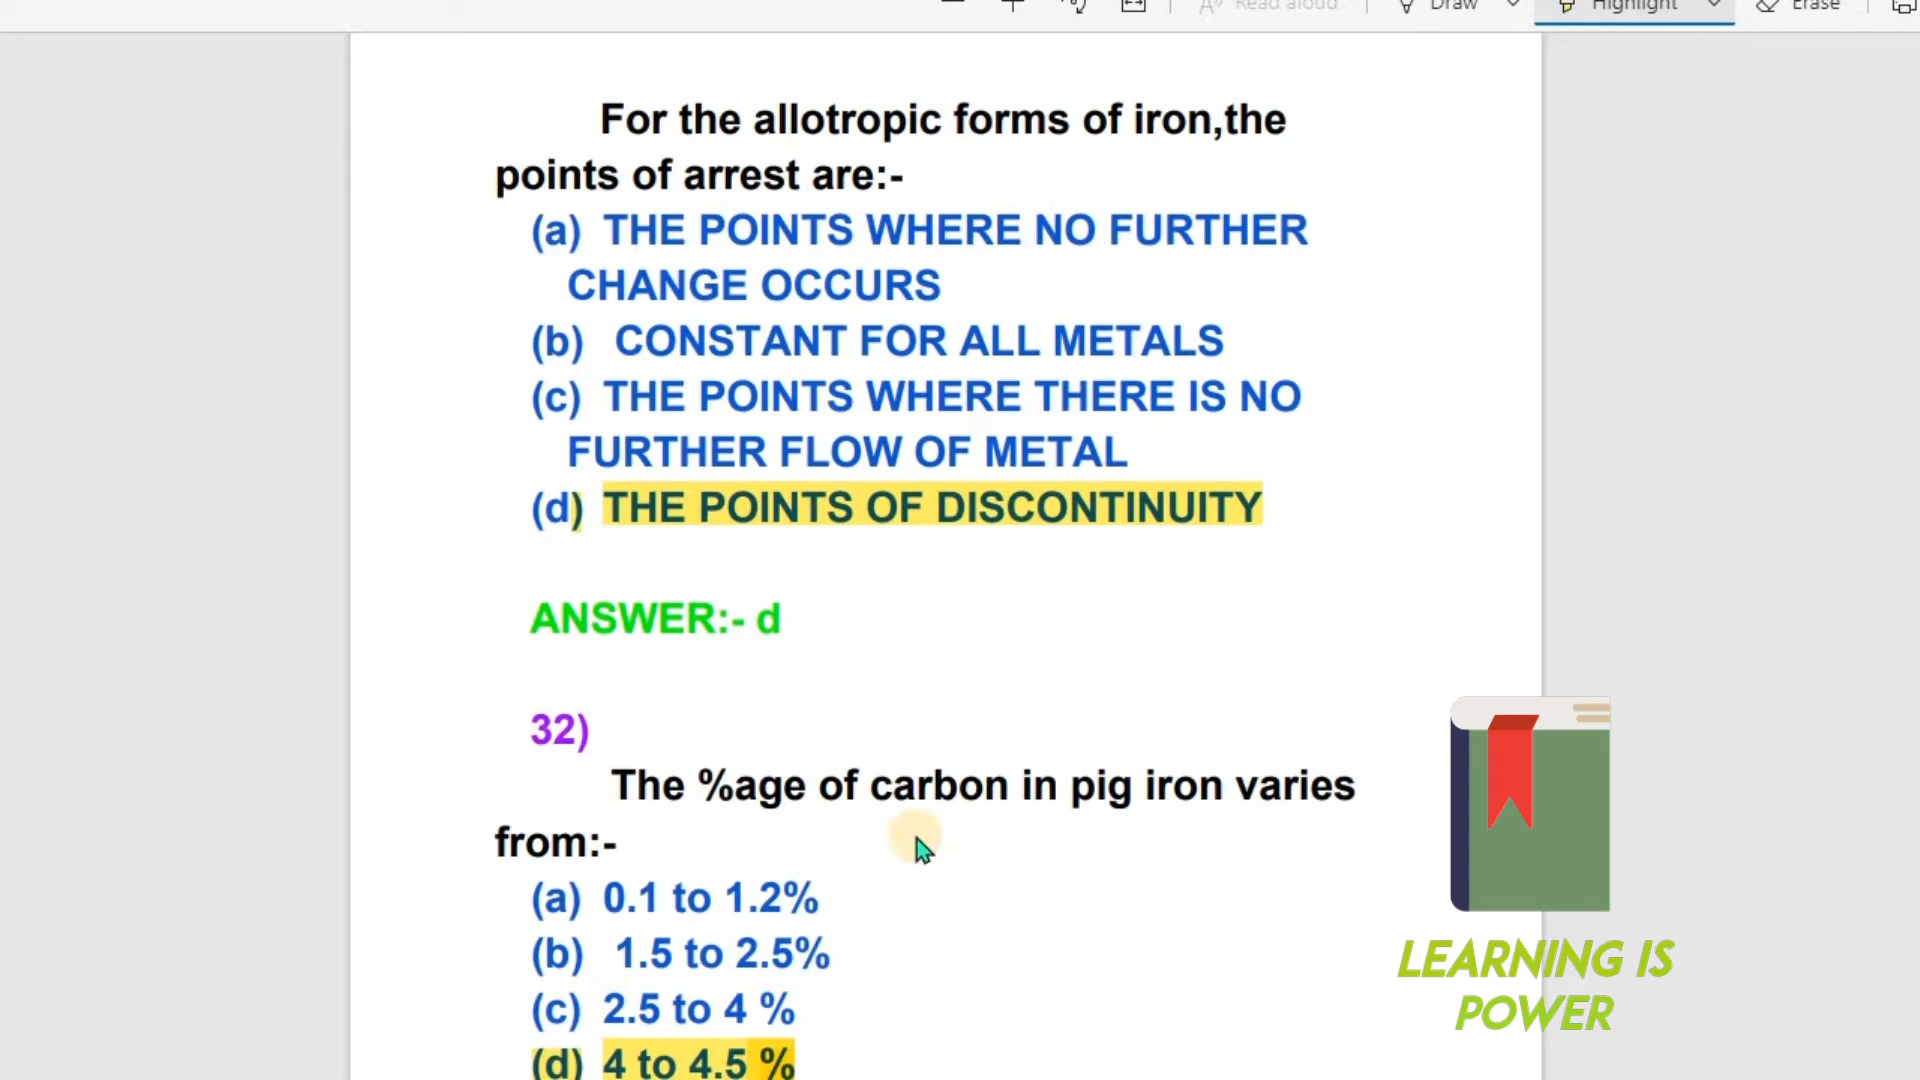 Read aloud Draw Highlight Erase
For the allotropic forms of iron,the
points of arrest are:-
(a) THE POINTS WHERE NO FURTHER
CHANGE OCCURS
(b) CONSTANT FOR ALL METALS
(c) THE POINTS WHERE THERE IS NO
FURTHER FLOW OF METAL
(d) THE POINTS OF DISCONTINUITY
ANSWER:- d
32)
The %age of carbon in pig iron varies
from:-
(a) 0.1 to 1.2%
(b) 1.5 to 2.5%
(c) 2.5 to 4 %
(d) 4 to 4.5 %
LEARNING IS
POWER